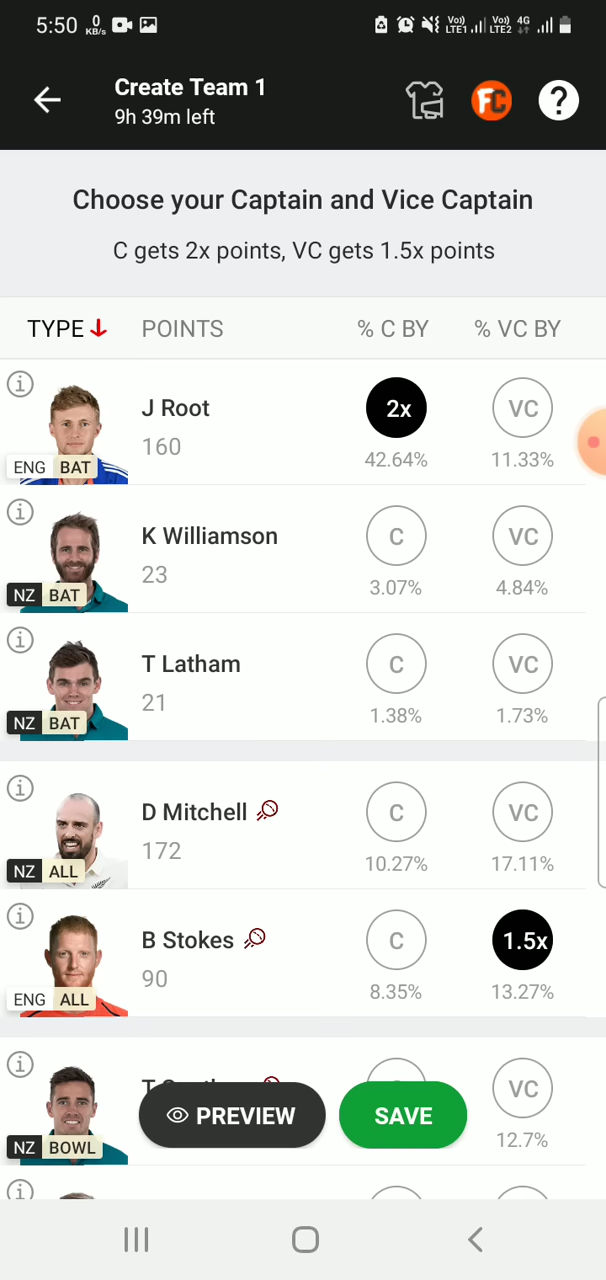 5:50 0 KB/s Vo)) LTE1 Vo)) LTE2 4G
Create Team 1
9h 39m left
FC ?
Choose your Captain and Vice Captain
C gets 2x points, VC gets 1.5x points
TYPE POINTS % C BY % VC BY
J Root 2x VC
160 42.64% 11.33%
ENG BAT
K Williamson C VC
23 3.07% 4.84%
NZ BAT
T Latham C VC
21 1.38% 1.73%
NZ BAT
D Mitchell C VC
172 10.27% 17.11%
NZ ALL
B Stokes C 1.5x
90 8.35% 13.27%
ENG ALL
T VC
PREVIEW SAVE
12.7%
NZ BOWL